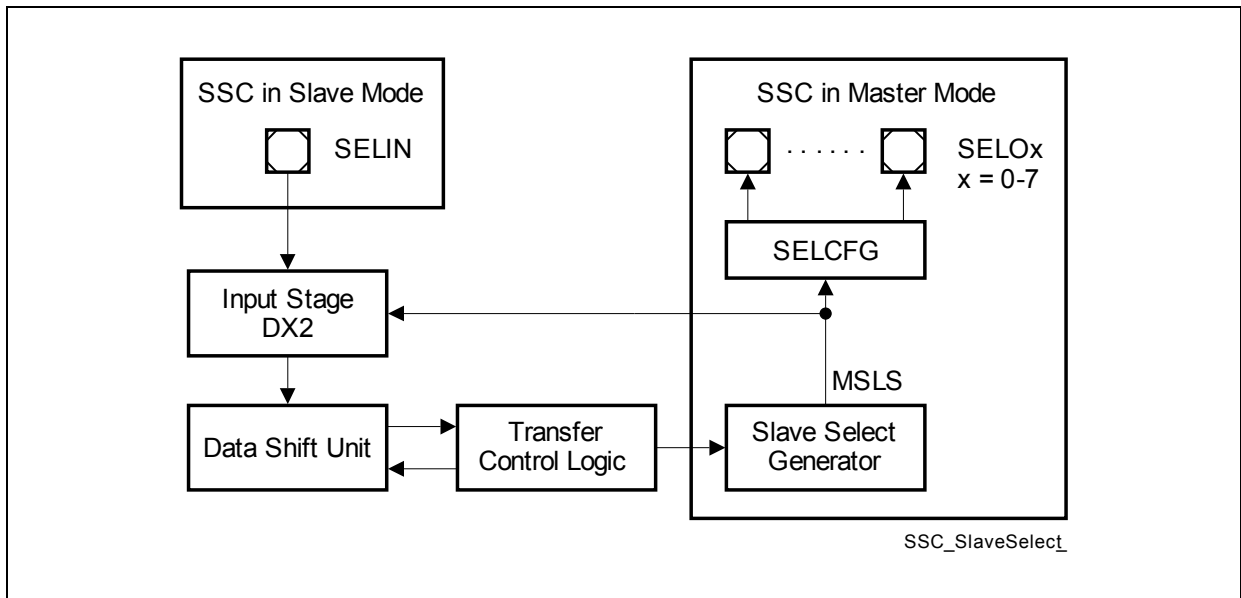 SSC in Slave Mode
SELIN
SSC in Master Mode
. . . . . .
SELOx
x = 0-7
SELCFG
Input Stage
DX2
MSLS
Data Shift Unit
Transfer
Control Logic
Slave Select
Generator
SSC_SlaveSelect_